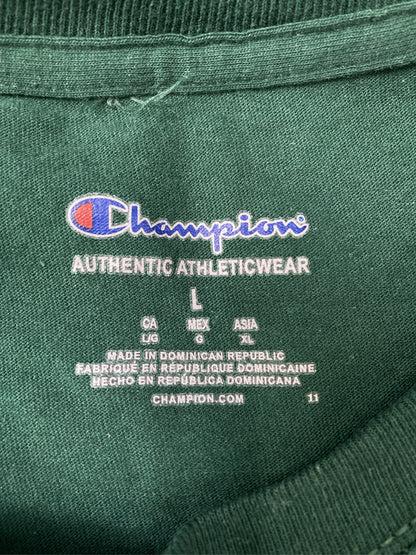 Champion
AUTHENTIC ATHLETICWEAR
L
CA MEX ASIA
L/G G XL
MADE IN DOMINICAN REPUBLIC
FABRIQUÉ EN RÉPUBLIQUE DOMINICAINE
HECHO EN REPÚBLICA DOMINICANA
CHAMPION.COM 11